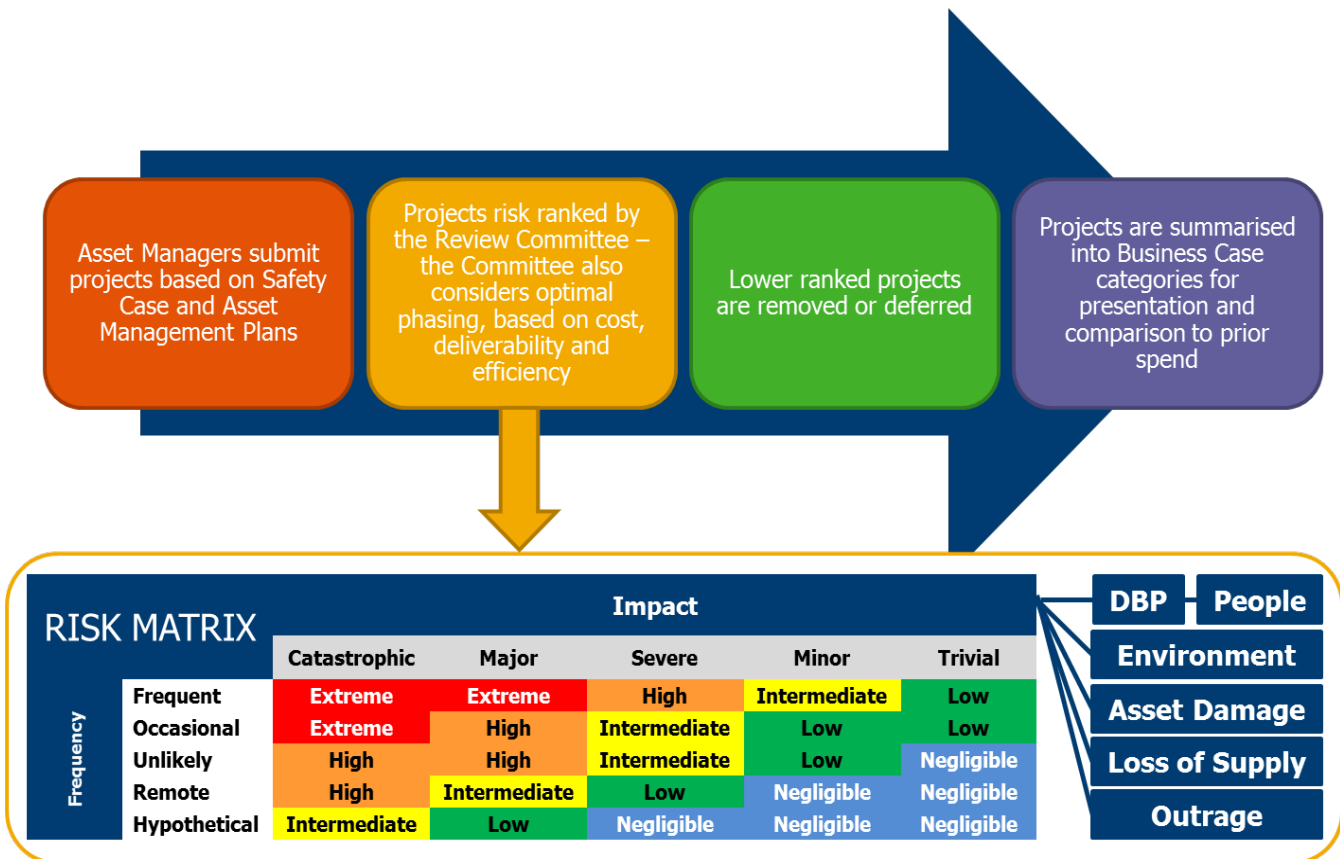 Asset Managers submit
projects based on Safety
Case and Asset
Management Plans
Projects risk ranked by
the Review Committee –
the Committee also
considers optimal
phasing, based on cost,
deliverability and
efficiency
Lower ranked projects
are removed or deferred
Projects are summarised
into Business Case
categories for
presentation and
comparison to prior
spend
RISK MATRIX
Impact
Catastrophic Major Severe Minor Trivial
Frequency
Frequent Extreme Extreme High Intermediate Low
Occasional Extreme High Intermediate Low Low
Unlikely High High Intermediate Low Negligible
Remote High Intermediate Low Negligible Negligible
Hypothetical Intermediate Low Negligible Negligible Negligible
DBP People
Environment
Asset Damage
Loss of Supply
Outrage